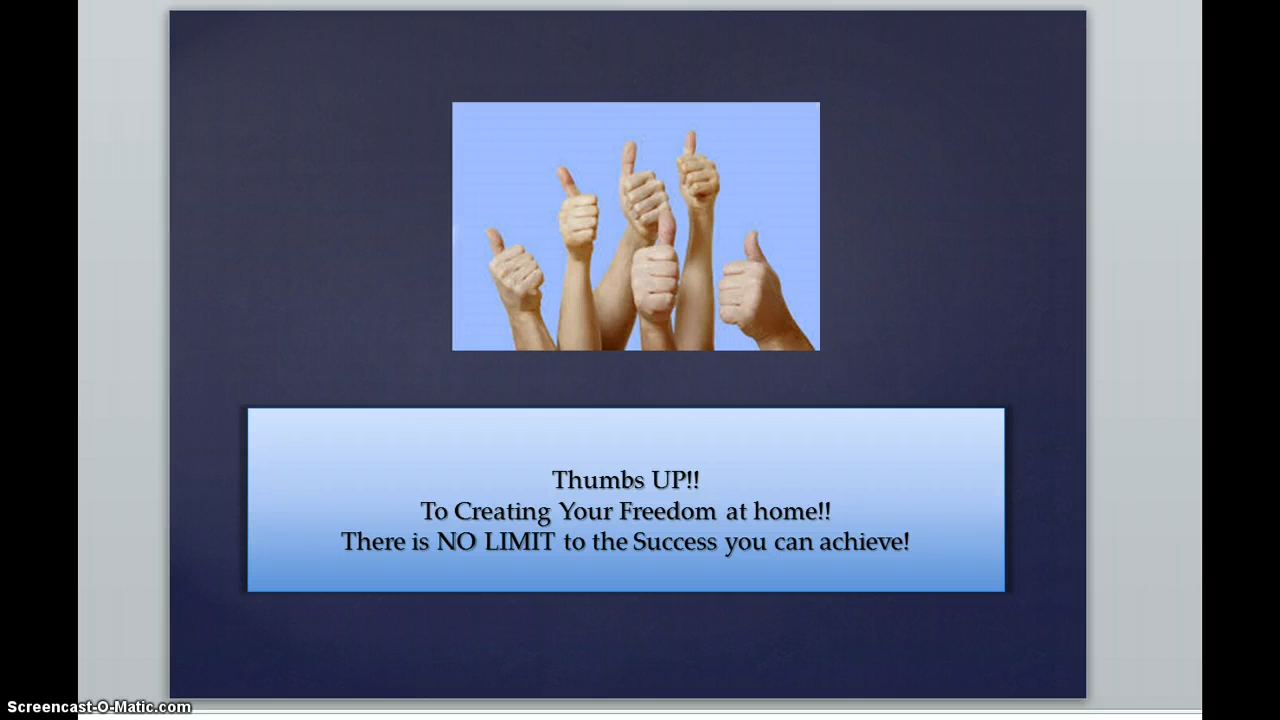 Thumbs UP!!
To Creating Your Freedom at home!!
There is NO LIMIT to the Success you can achieve!
Screencast-O-Matic.com